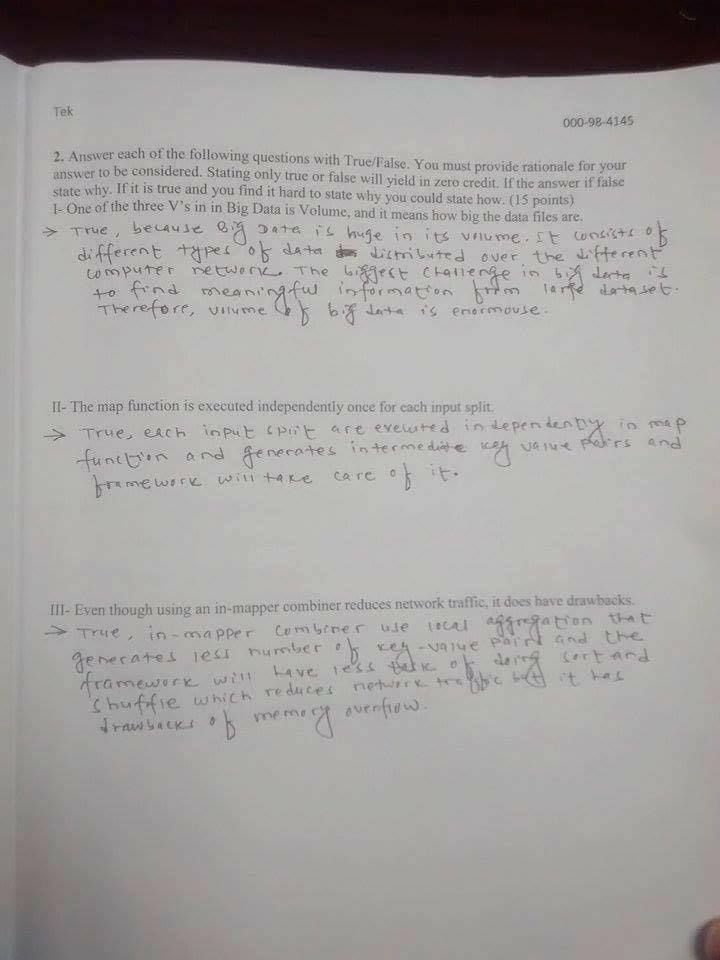 Tek
000-98-4145
2. Answer each of the following questions with True/False. You must provide rationale for your
answer to be considered. Stating only true or false will yield in zero credit. If the answer if false
state why. If it is true and you find it hard to state why you could state how. (15 points)
I- One of the three V's in in Big Data is Volume, and it means how big the data files are.
→ True, because Big Data is huge in its volume. It consists of
different types of data distributed over the different
computer network. The biggest challenge in big data is
to find meaningful information from large dataset.
Therefore, volume of big data is enormouse.
II- The map function is executed independently once for each input split.
→ True, each input split are executed independently in map
function and generates intermediate key value pairs and
framework will take care of it.
III- Even though using an in-mapper combiner reduces network traffic, it does have drawbacks.
→ True, in-mapper combiner use local aggregation that
generates less number of key-value pairs and the
framework will have less task of doing sort and
shuffle which reduces network traffic but it has
drawbacks of memory overflow.